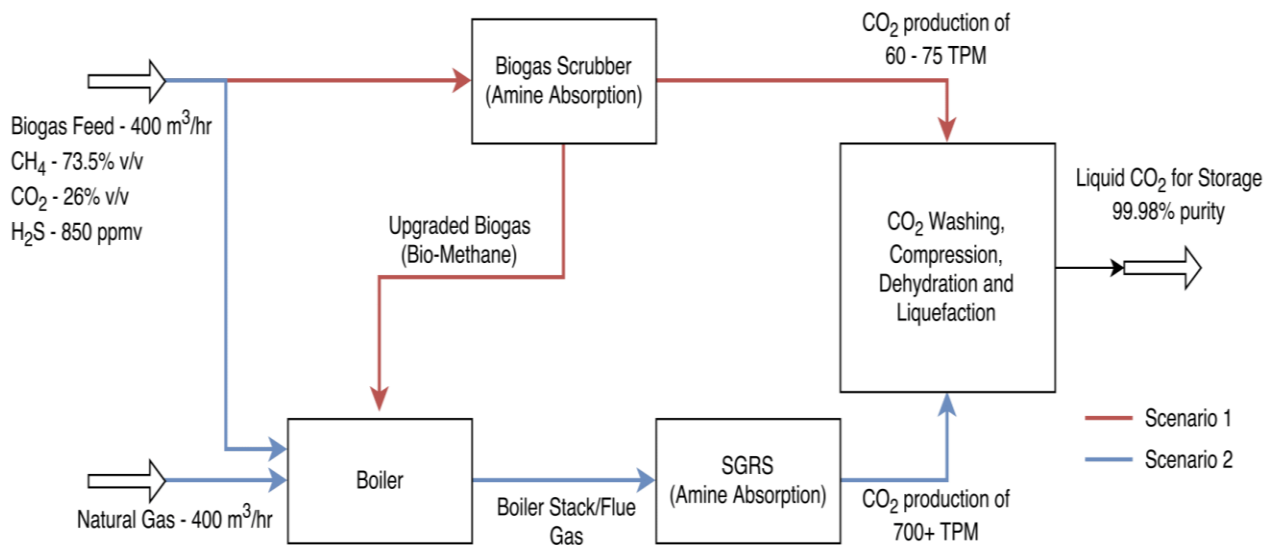 CO₂ production of
60 - 75 TPM
Biogas Scrubber
(Amine Absorption)
Biogas Feed - 400 m³/hr
CH₄ - 73.5% v/v
CO₂ - 26% v/v
H₂S - 850 ppmv
Upgraded Biogas
(Bio-Methane)
CO₂ Washing,
Compression,
Dehydration and
Liquefaction
Liquid CO₂ for Storage
99.98% purity
Scenario 1
Scenario 2
Natural Gas - 400 m³/hr
Boiler
Boiler Stack/Flue
Gas
SGRS
(Amine Absorption)
CO₂ production of
700+ TPM